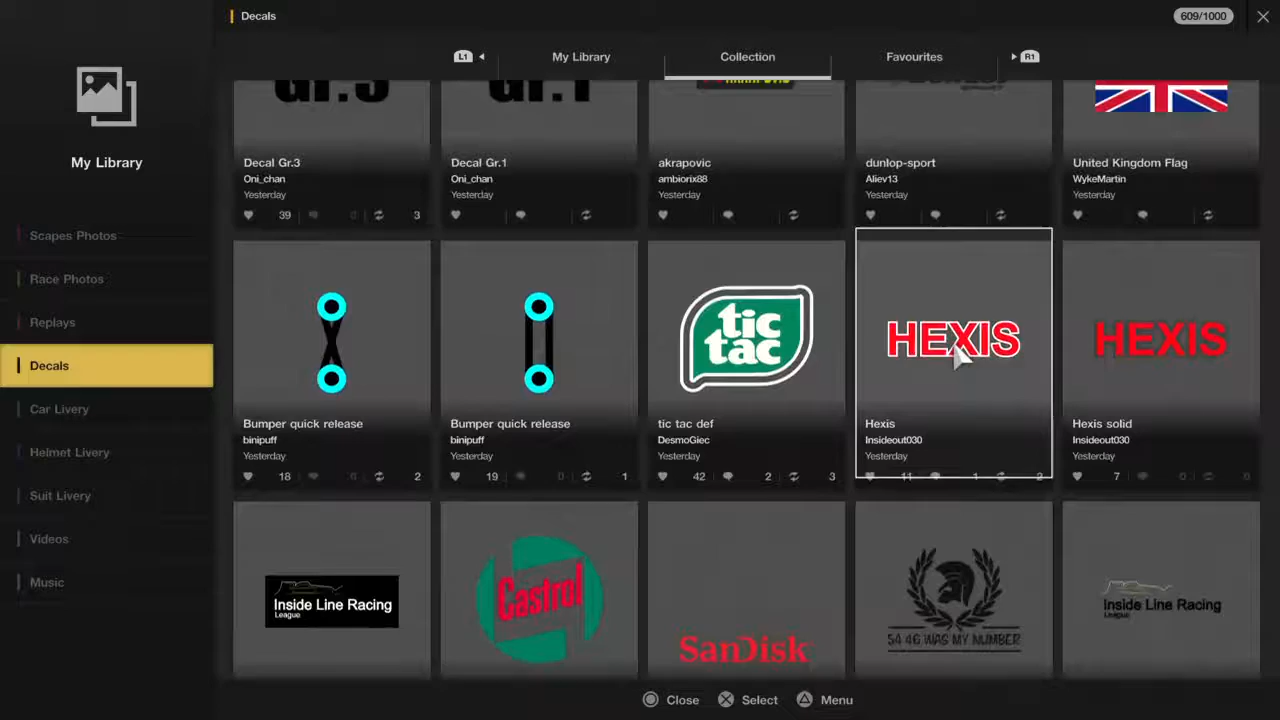 Decals
609/1000
L1
My Library
Collection
Favourites
R1
My Library
Scapes Photos
Race Photos
Replays
Decals
Car Livery
Helmet Livery
Suit Livery
Videos
Music
Gr.3
Gr.1
Decal Gr.3
Oni_chan
Yesterday
39 3
Decal Gr.1
Oni_chan
Yesterday
akrapovic
ambiorix88
Yesterday
dunlop-sport
Aliev13
Yesterday
United Kingdom Flag
WykeMartin
Yesterday
Bumper quick release
binipuff
Yesterday
18 0 2
Bumper quick release
binipuff
Yesterday
19 0 1
tic
tac
tic tac def
DesmoGiec
Yesterday
42 2 3
HEXIS
Hexis
Insideout030
Yesterday
11 1 2
HEXIS
Hexis solid
Insideout030
Yesterday
7 0 0
Inside Line Racing
League
Castrol
SanDisk
54 46 WAS MY NUMBER
Inside Line Racing
League
Close
Select
Menu